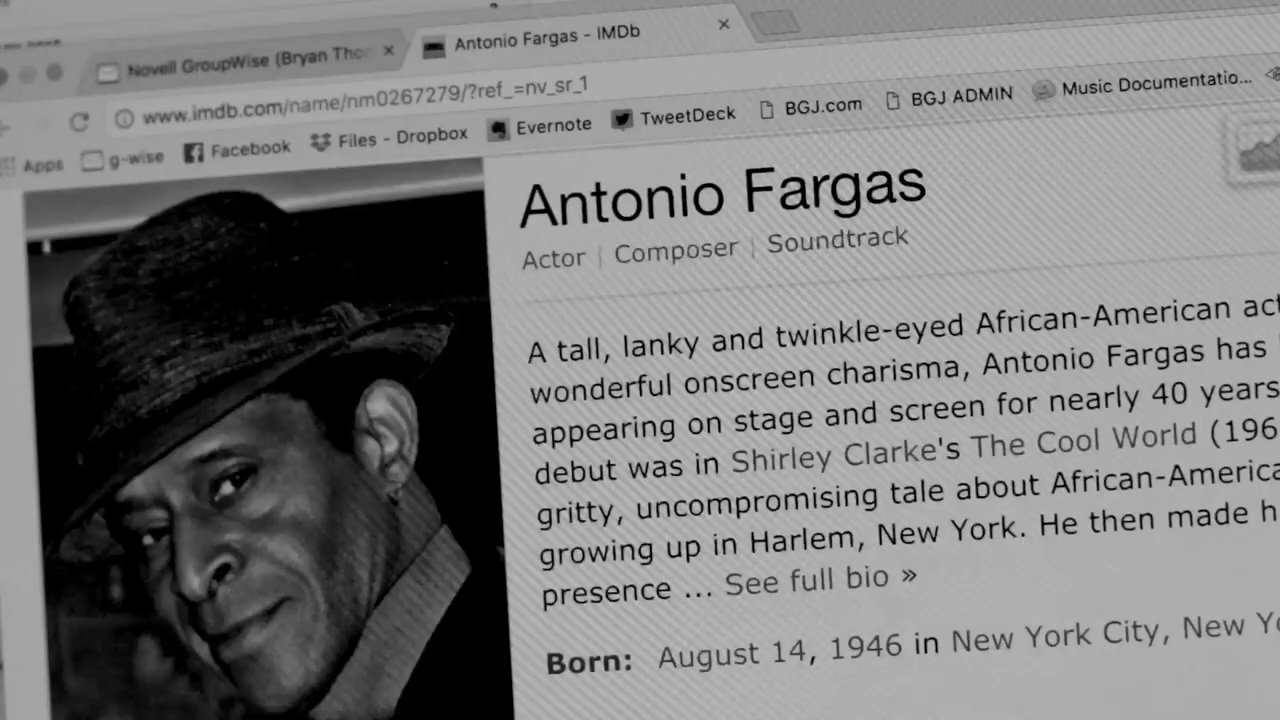 Novell GroupWise (Bryan Tho
Antonio Fargas - IMDb
www.imdb.com/name/nm0267279/?ref_=nv_sr_1
Apps g-wise Facebook Files - Dropbox Evernote TweetDeck BGJ.com BGJ ADMIN Music Documentatio...
Antonio Fargas
Actor | Composer | Soundtrack
A tall, lanky and twinkle-eyed African-American act
wonderful onscreen charisma, Antonio Fargas has
appearing on stage and screen for nearly 40 years
debut was in Shirley Clarke's The Cool World (196
gritty, uncompromising tale about African-America
growing up in Harlem, New York. He then made h
presence ... See full bio »
Born: August 14, 1946 in New York City, New Yo